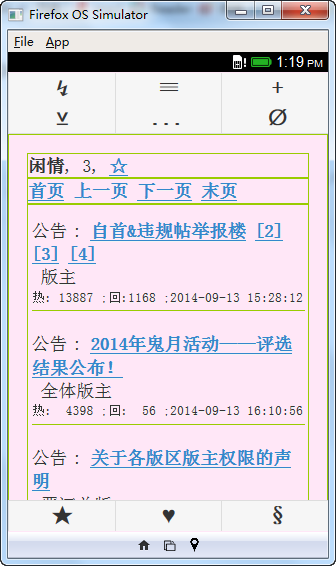 Firefox OS Simulator
File App
1:19 PM
闲情, 3, ☆
首页 上一页 下一页 末页
公告 : 自首&违规帖举报楼 [2]
[3] [4]
版主
热: 13887 ;回:1168 ;2014-09-13 15:28:12
公告 : 2014年鬼月活动——评选
结果公布!
全体版主
热: 4398 ;回: 56 ;2014-09-13 16:10:56
公告 : 关于各版区版主权限的声
明